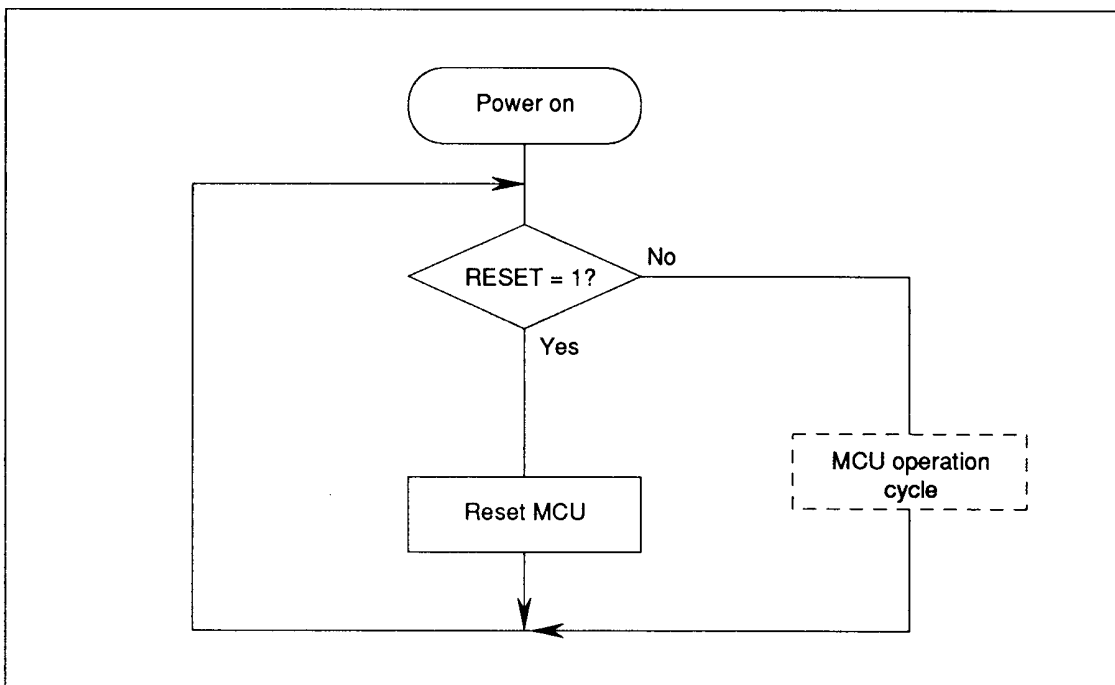 Power on
RESET = 1?
No
Yes
MCU operation
cycle
Reset MCU